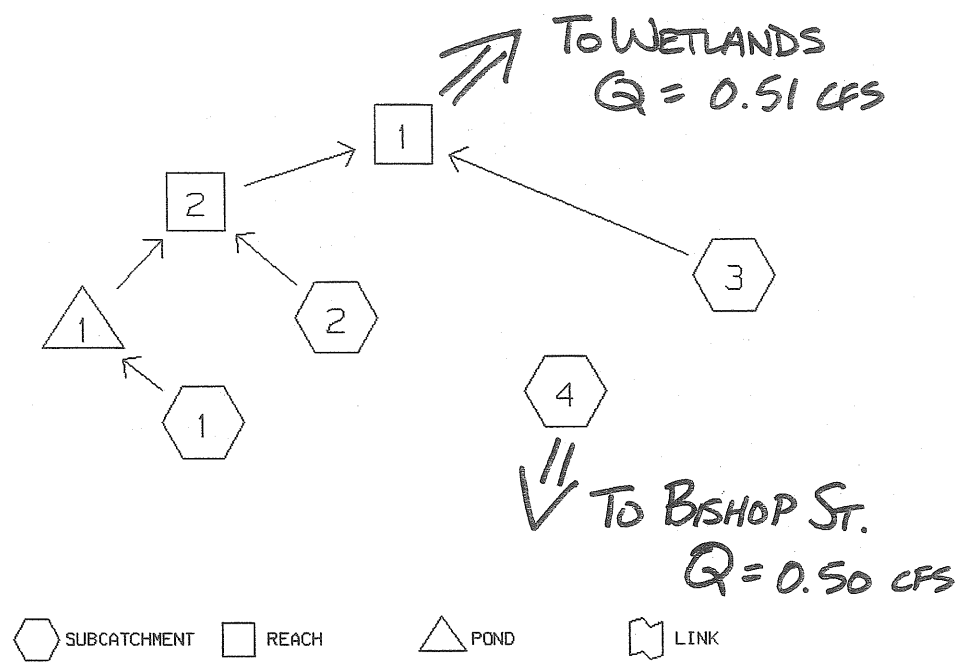 To WETLANDS
Q = 0.51 CFS
1
2
3
2
1
4
1
To BISHOP ST.
Q = 0.50 CFS
SUBCATCHMENT REACH POND LINK